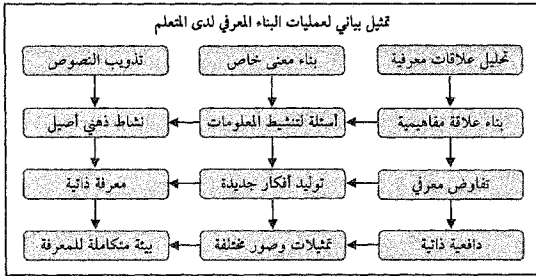 تمثيل بياني لعمليات البناء المعرفي لدى المتعلم
تحليل علاقات معرفية
بناء معنى خاص
تذويب النصوص
بناء علاقة مفاهيمية
أسئلة لتنشيط المعلومات
نشاط ذهني أصيل
تفاوض معرفي
توليد أفكار جديدة
معرفة ذاتية
دافعية ذاتية
تمثيلات وصور مختلفة
بيئة متكاملة للمعرفة